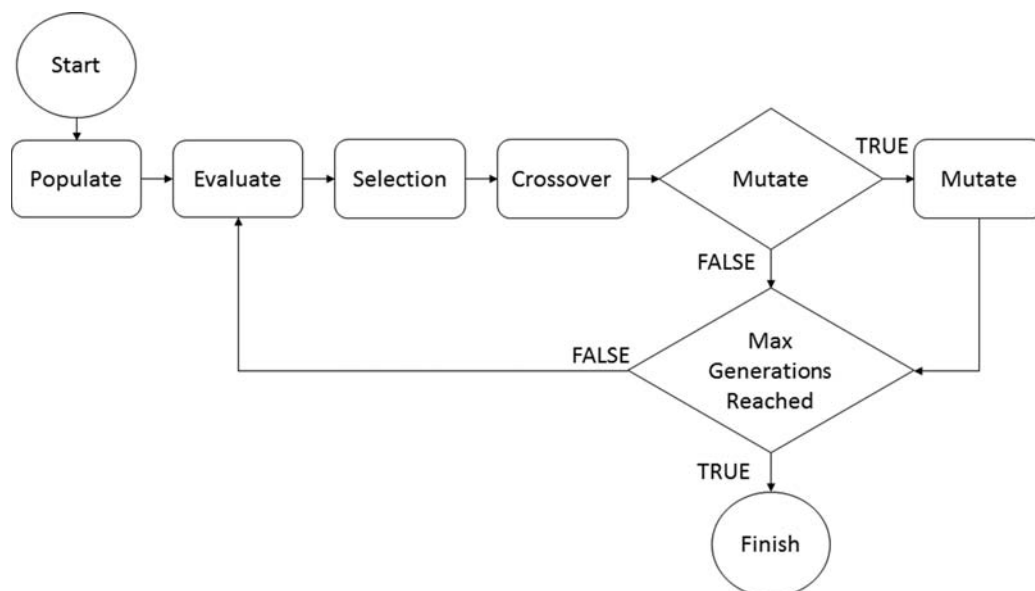 Start
Populate
Evaluate
Selection
Crossover
Mutate
TRUE
Mutate
FALSE
Max
Generations
Reached
FALSE
TRUE
Finish